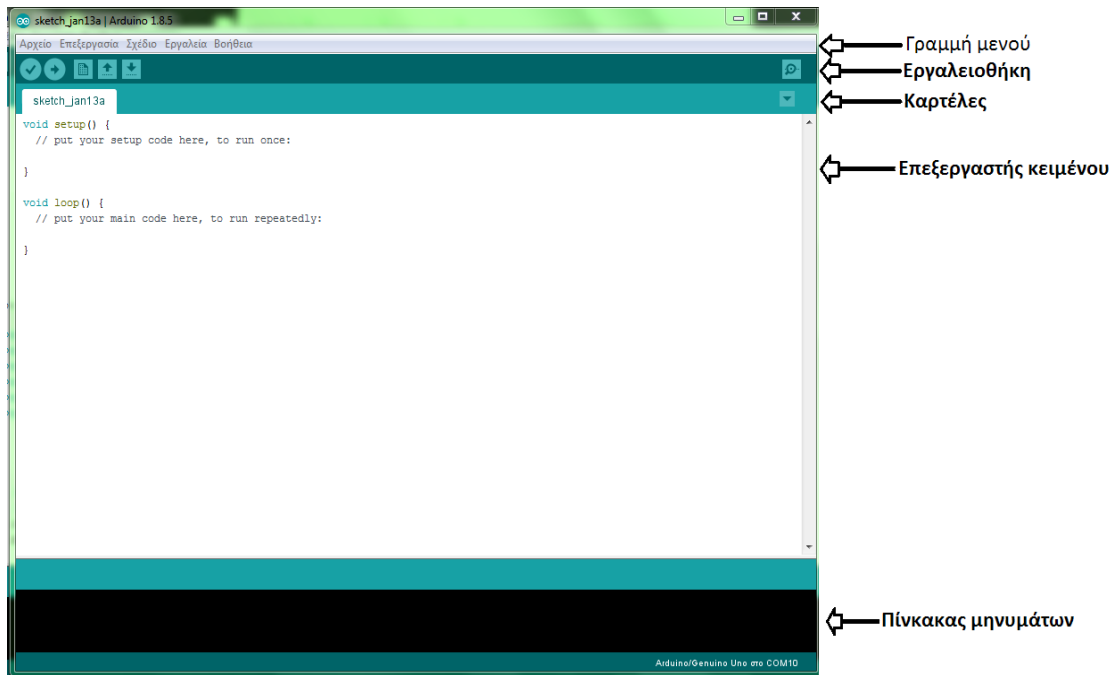 sketch_jan13a | Arduino 1.8.5
Αρχείο Επεξεργασία Σχέδιο Εργαλεία Βοήθεια
Γραμμή μενού
Εργαλειοθήκη
sketch_jan13a
Καρτέλες
void setup() {
// put your setup code here, to run once:
}
Επεξεργαστής κειμένου
void loop() {
// put your main code here, to run repeatedly:
}
Πίνκακας μηνυμάτων
Arduino/Genuino Uno στο COM10